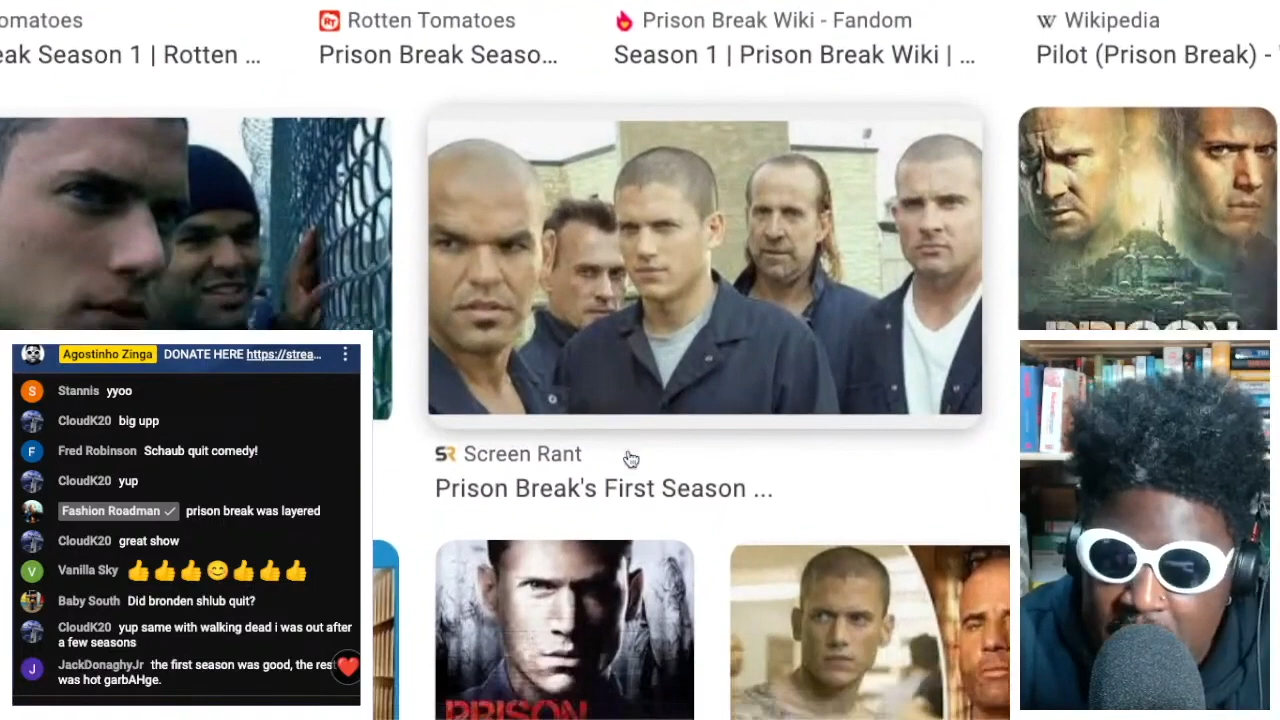 omatoes
Rotten Tomatoes
Prison Break Wiki - Fandom
W Wikipedia
eak Season 1 | Rotten ...
Prison Break Seaso...
Season 1 | Prison Break Wiki | ...
Pilot (Prison Break) -
PRISON
SR Screen Rant
Prison Break's First Season ...
PRISON
Agostinho Zinga DONATE HERE https://strea...
S Stannis yyoo
CloudK20 big upp
F Fred Robinson Schaub quit comedy!
CloudK20 yup
Fashion Roadman ✓ prison break was layered
CloudK20 great show
V Vanilla Sky 👍👍👍😊👍👍👍
Baby South Did bronden shlub quit?
CloudK20 yup same with walking dead i was out after
a few seasons
J JackDonaghyJr the first season was good, the res
was hot garbAHge.